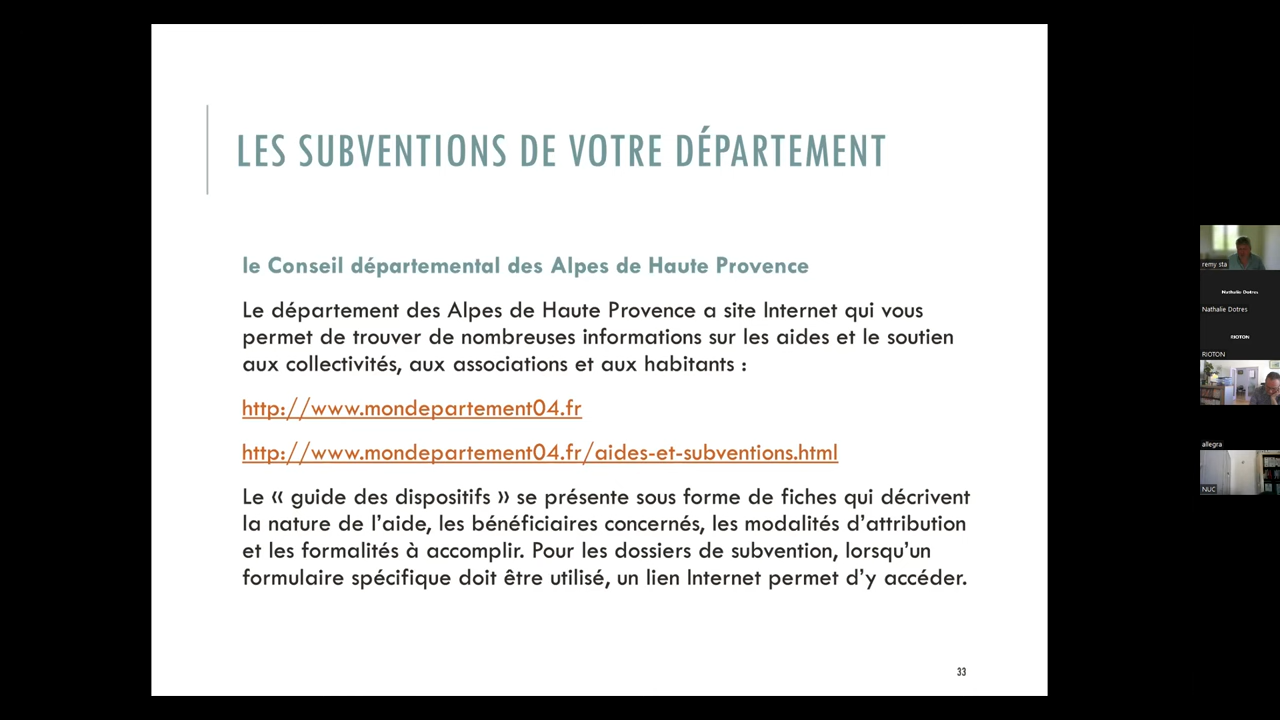 LES SUBVENTIONS DE VOTRE DÉPARTEMENT
le Conseil départemental des Alpes de Haute Provence
Le département des Alpes de Haute Provence a site Internet qui vous
permet de trouver de nombreuses informations sur les aides et le soutien
aux collectivités, aux associations et aux habitants :
http://www.mondepartement04.fr
http://www.mondepartement04.fr/aides-et-subventions.html
Le « guide des dispositifs » se présente sous forme de fiches qui décrivent
la nature de l’aide, les bénéficiaires concernés, les modalités d’attribution
et les formalités à accomplir. Pour les dossiers de subvention, lorsqu’un
formulaire spécifique doit être utilisé, un lien Internet permet d’y accéder.
33
remy sta
Nathalie Dotres
Nathalie Dotres
RIOTON
RIOTON
allegra
NUC